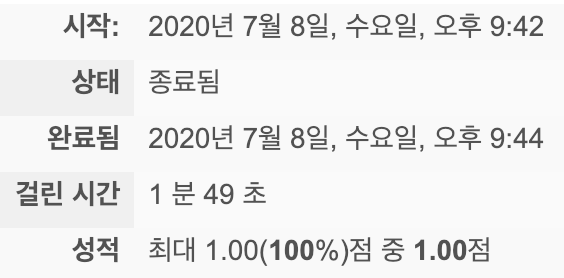 시작: 2020년 7월 8일, 수요일, 오후 9:42
상태 종료됨
완료됨 2020년 7월 8일, 수요일, 오후 9:44
걸린 시간 1 분 49 초
성적 최대 1.00(100%)점 중 1.00점